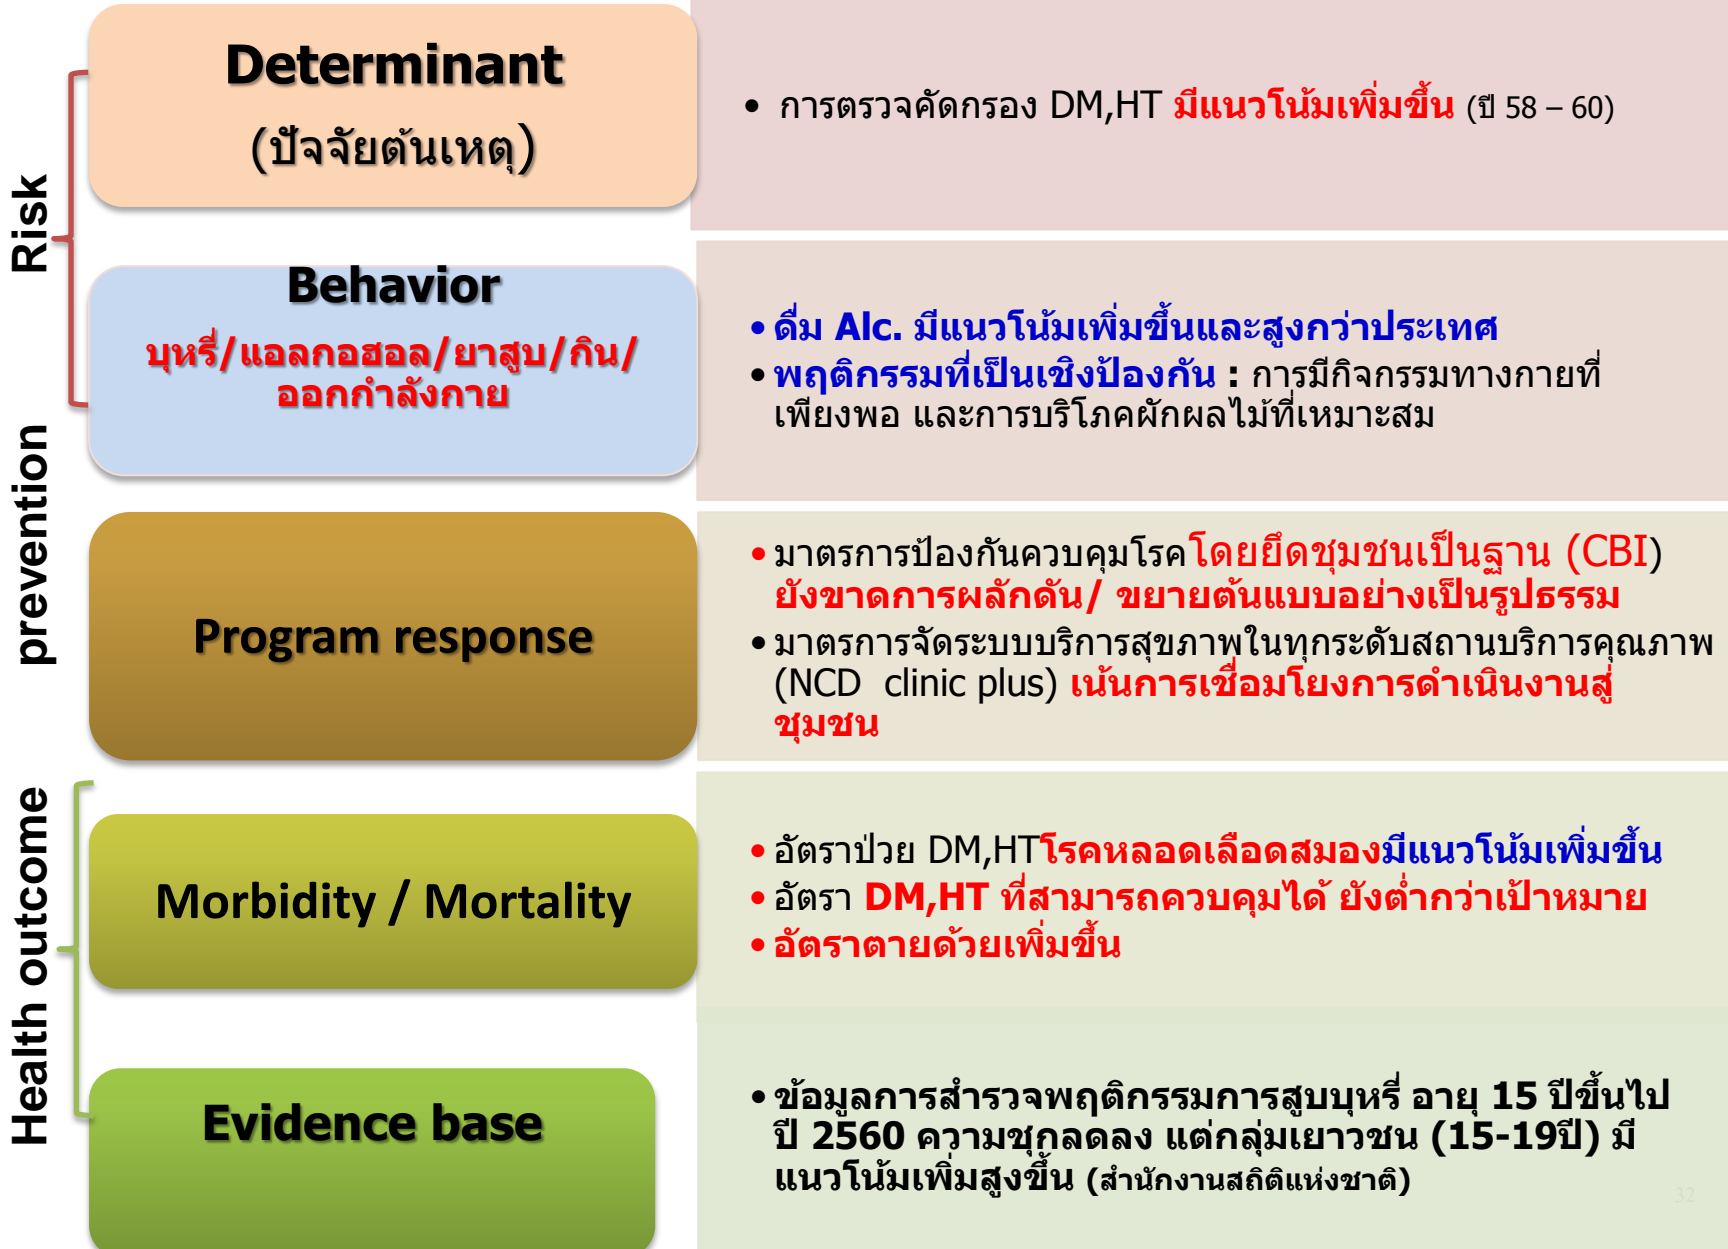 Risk
Determinant
(ปัจจัยต้นเหตุ)
• การตรวจคัดกรอง DM,HT มีแนวโน้มเพิ่มขึ้น (ปี 58 – 60)
Behavior
บุหรี่/แอลกอฮอล/ยาสูบ/กิน/
ออกกำลังกาย
• ดื่ม Alc. มีแนวโน้มเพิ่มขึ้นและสูงกว่าประเทศ
• พฤติกรรมที่เป็นเชิงป้องกัน : การมีกิจกรรมทางกายที่
เพียงพอ และการบริโภคผักผลไม้ที่เหมาะสม
prevention
Program response
• มาตรการป้องกันควบคุมโรคโดยยึดชุมชนเป็นฐาน (CBI)
ยังขาดการผลักดัน/ ขยายต้นแบบอย่างเป็นรูปธรรม
• มาตรการจัดระบบบริการสุขภาพในทุกระดับสถานบริการคุณภาพ
(NCD clinic plus) เน้นการเชื่อมโยงการดำเนินงานสู่
ชุมชน
Health outcome
Morbidity / Mortality
• อัตราป่วย DM,HTโรคหลอดเลือดสมองมีแนวโน้มเพิ่มขึ้น
• อัตรา DM,HT ที่สามารถควบคุมได้ ยังต่ำกว่าเป้าหมาย
• อัตราตายด้วยเพิ่มขึ้น
Evidence base
• ข้อมูลการสำรวจพฤติกรรมการสูบบุหรี่ อายุ 15 ปีขึ้นไป
ปี 2560 ความชุกลดลง แต่กลุ่มเยาวชน (15-19ปี) มี
แนวโน้มเพิ่มสูงขึ้น (สำนักงานสถิติแห่งชาติ)
32